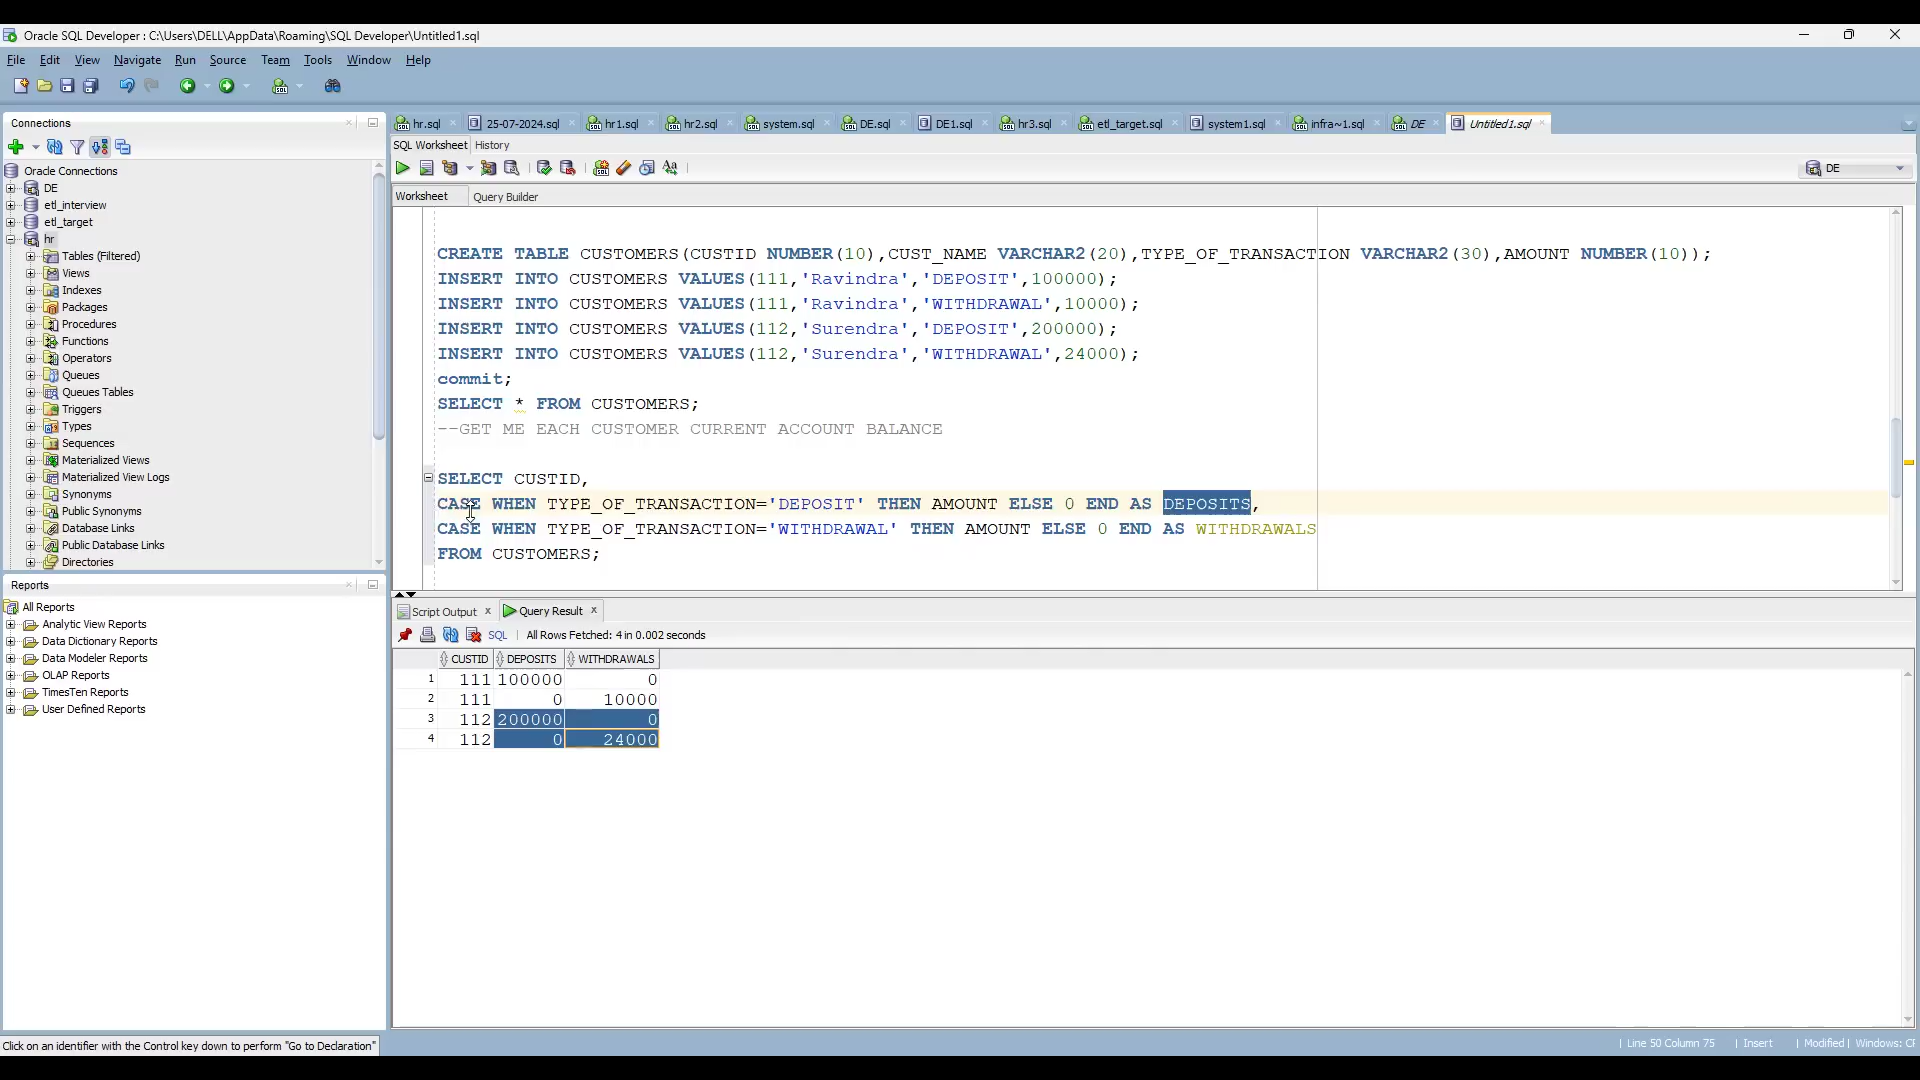 Oracle SQL Developer : C:\Users\DELL\AppData\Roaming\SQL Developer\Untitled1.sql
File Edit View Navigate Run Source Team Tools Window Help
Connections
Oracle Connections
DE
etl_interview
etl_target
hr
Tables (Filtered)
Views
Indexes
Packages
Procedures
Functions
Operators
Queues
Queues Tables
Triggers
Types
Sequences
Materialized Views
Materialized View Logs
Synonyms
Public Synonyms
Database Links
Public Database Links
Directories
Reports
All Reports
Analytic View Reports
Data Dictionary Reports
Data Modeler Reports
OLAP Reports
TimesTen Reports
User Defined Reports
Click on an identifier with the Control key down to perform "Go to Declaration"
hr.sql 25-07-2024.sql hr1.sql hr2.sql system.sql DE.sql DE1.sql hr3.sql etl_target.sql system1.sql infra~1.sql DE Untitled1.sql
SQL Worksheet History
DE
Worksheet Query Builder
CREATE TABLE CUSTOMERS(CUSTID NUMBER(10),CUST_NAME VARCHAR2(20),TYPE_OF_TRANSACTION VARCHAR2(30),AMOUNT NUMBER(10));
INSERT INTO CUSTOMERS VALUES(111,'Ravindra','DEPOSIT',100000);
INSERT INTO CUSTOMERS VALUES(111,'Ravindra','WITHDRAWAL',10000);
INSERT INTO CUSTOMERS VALUES(112,'Surendra','DEPOSIT',200000);
INSERT INTO CUSTOMERS VALUES(112,'Surendra','WITHDRAWAL',24000);
commit;
SELECT * FROM CUSTOMERS;
--GET ME EACH CUSTOMER CURRENT ACCOUNT BALANCE
SELECT CUSTID,
CASE WHEN TYPE_OF_TRANSACTION='DEPOSIT' THEN AMOUNT ELSE 0 END AS DEPOSITS,
CASE WHEN TYPE_OF_TRANSACTION='WITHDRAWAL' THEN AMOUNT ELSE 0 END AS WITHDRAWALS
FROM CUSTOMERS;
Script Output Query Result
SQL All Rows Fetched: 4 in 0.002 seconds
CUSTID DEPOSITS WITHDRAWALS
1 111 100000 0
2 111 0 10000
3 112 200000 0
4 112 0 24000
Line 50 Column 75 Insert Modified Windows: CF